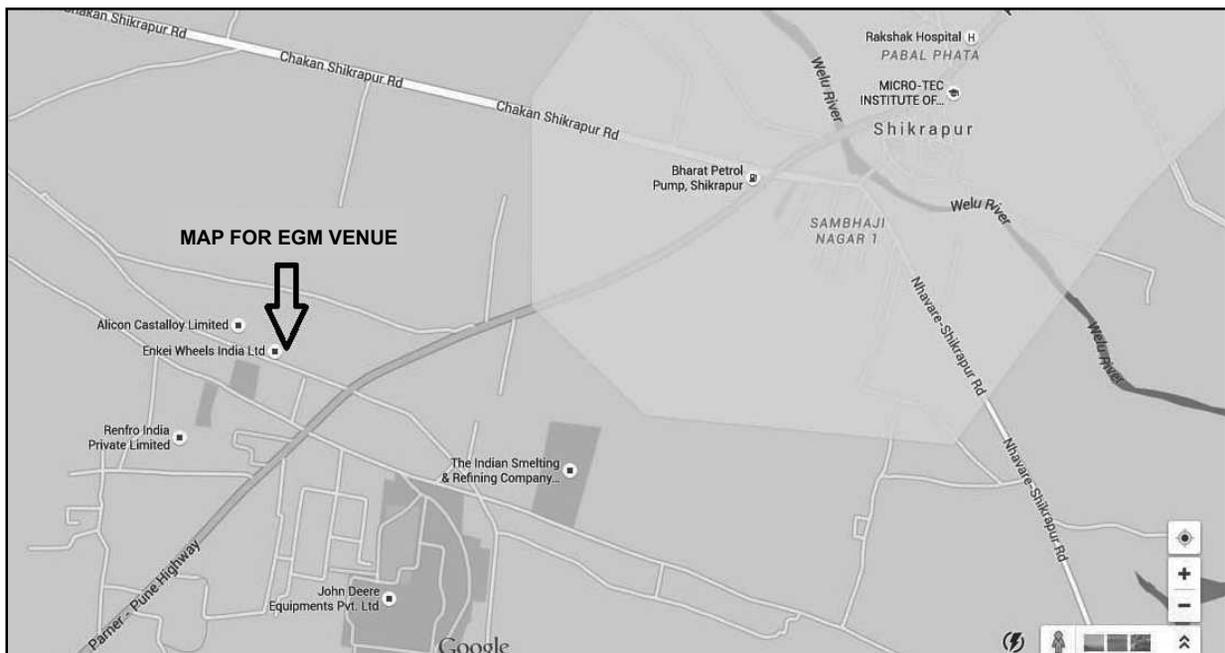 Chakan Shikrapur Rd
Chakan Shikrapur Rd
Chakan Shikrapur Rd
Rakshak Hospital H
PABAL PHATA
MICRO-TEC
INSTITUTE OF...
Shikrapur
Welu River
Bharat Petrol
Pump, Shikrapur
SAMBHAJI
NAGAR 1
Welu River
MAP FOR EGM VENUE
Alicon Castalloy Limited
Enkei Wheels India Ltd
Nhavare-Shikrapur Rd
Welu River
Renfro India
Private Limited
The Indian Smelting
& Refining Company...
Nhavare-Shikrapur Rd
Parner - Pune Highway
John Deere
Equipments Pvt. Ltd
Google